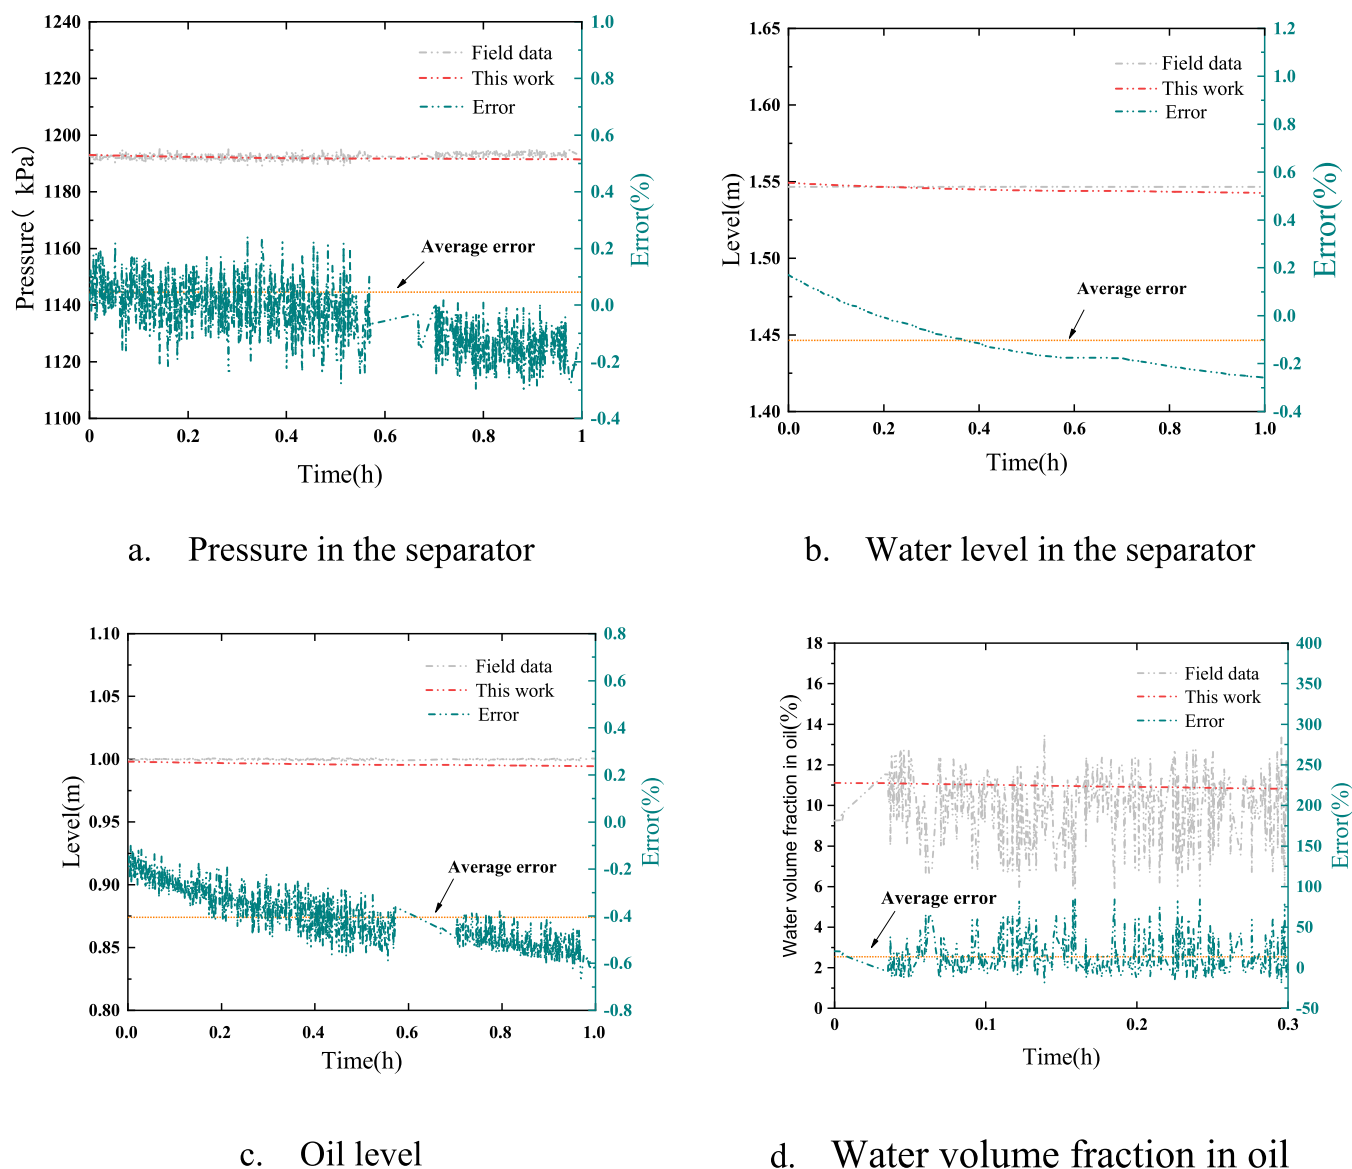 1240
1220
1200
1180
1160
1140
1120
1100
Pressure( kPa)
1.0
0.8
0.6
0.4
0.2
0.0
-0.2
-0.4
Error(%)
Field data
This work
Error
Average error
0 0.2 0.4 0.6 0.8 1
Time(h)
a. Pressure in the separator
1.65
1.60
1.55
1.50
1.45
1.40
Level(m)
1.2
1.0
0.8
0.6
0.4
0.2
0.0
-0.2
-0.4
Error(%)
Field data
This work
Error
Average error
0.0 0.2 0.4 0.6 0.8 1.0
Time(h)
b. Water level in the separator
1.10
1.05
1.00
0.95
0.90
0.85
0.80
Level(m)
0.8
0.6
0.4
0.2
0.0
-0.2
-0.4
-0.6
-0.8
Error(%)
Field data
This work
Error
Average error
0.0 0.2 0.4 0.6 0.8 1.0
Time(h)
c. Oil level
18
16
14
12
10
8
6
4
2
0
Water volume fraction in oil(%)
400
350
300
250
200
150
100
50
0
-50
Error(%)
Field data
This work
Error
Average error
0 0.1 0.2 0.3
Time(h)
d. Water volume fraction in oil